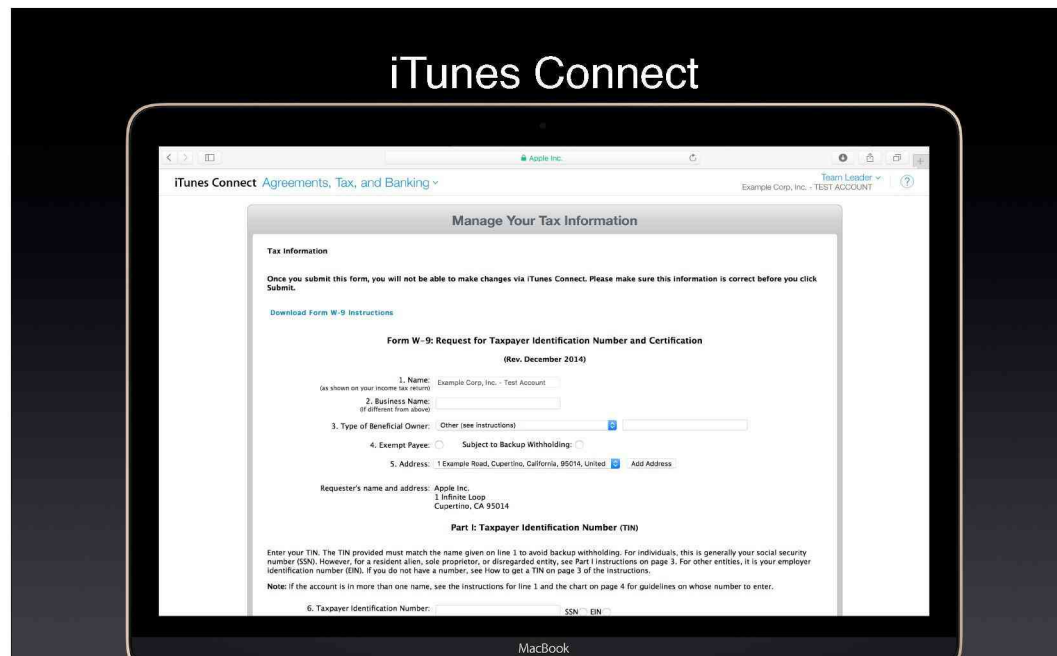 iTunes Connect
Apple Inc.
iTunes Connect Agreements, Tax, and Banking
Team Leader
Example Corp, Inc. - TEST ACCOUNT
?
Manage Your Tax Information
Tax Information
Once you submit this form, you will not be able to make changes via iTunes Connect. Please make sure this information is correct before you click
Submit.
Download Form W-9 Instructions
Form W-9: Request for Taxpayer Identification Number and Certification
(Rev. December 2014)
1. Name: Example Corp, Inc. - Test Account
(as shown on your income tax return)
2. Business Name:
(If different from above)
3. Type of Beneficial Owner: Other (see instructions)
4. Exempt Payee: Subject to Backup Withholding:
5. Address: 1 Example Road, Cupertino, California, 95014, United Add Address
Requester's name and address: Apple Inc.
1 Infinite Loop
Cupertino, CA 95014
Part I: Taxpayer Identification Number (TIN)
Enter your TIN. The TIN provided must match the name given on line 1 to avoid backup withholding. For individuals, this is generally your social security
number (SSN). However, for a resident alien, sole proprietor, or disregarded entity, see Part I instructions on page 3. For other entities, it is your employer
identification number (EIN). If you do not have a number, see How to get a TIN on page 3 of the instructions.
Note: If the account is in more than one name, see the instructions for line 1 and the chart on page 4 for guidelines on whose number to enter.
6. Taxpayer Identification Number: SSN EIN
MacBook